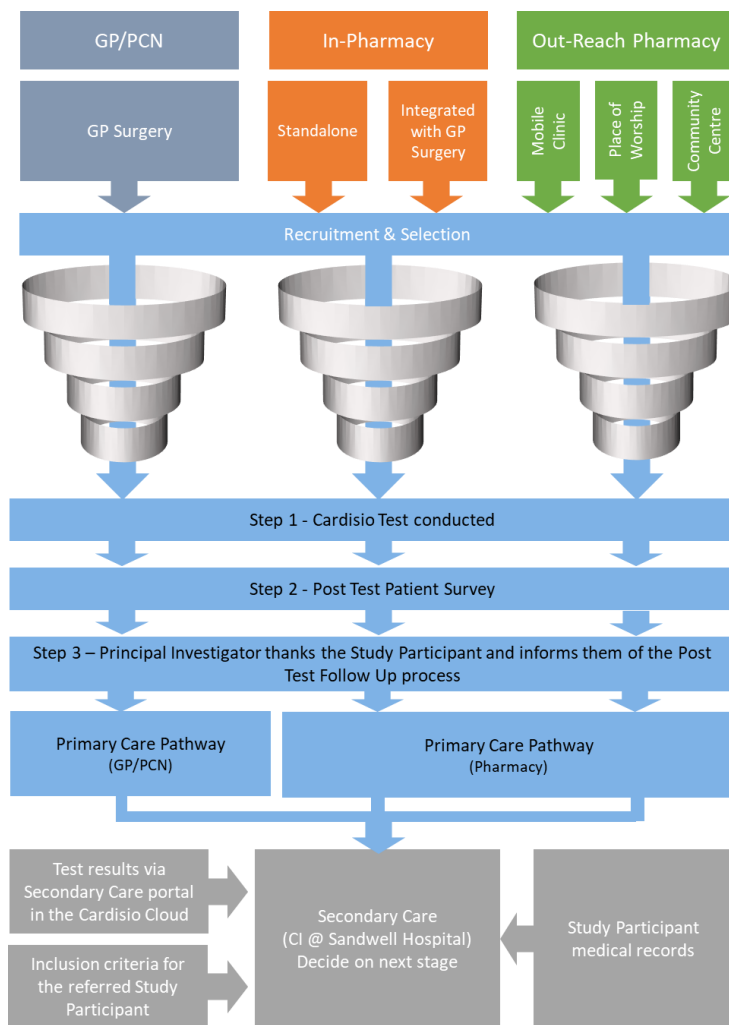 GP/PCN
In-Pharmacy
Out-Reach Pharmacy
GP Surgery
Standalone
Integrated
with GP
Surgery
Mobile
Clinic
Place of
Worship
Community
Centre
Recruitment & Selection
Step 1 - Cardisio Test conducted
Step 2 - Post Test Patient Survey
Step 3 – Principal Investigator thanks the Study Participant and informs them of the Post
Test Follow Up process
Primary Care Pathway
(GP/PCN)
Primary Care Pathway
(Pharmacy)
Test results via
Secondary Care portal
in the Cardisio Cloud
Inclusion criteria for
the referred Study
Participant
Secondary Care
(CI @ Sandwell Hospital)
Decide on next stage
Study Participant
medical records